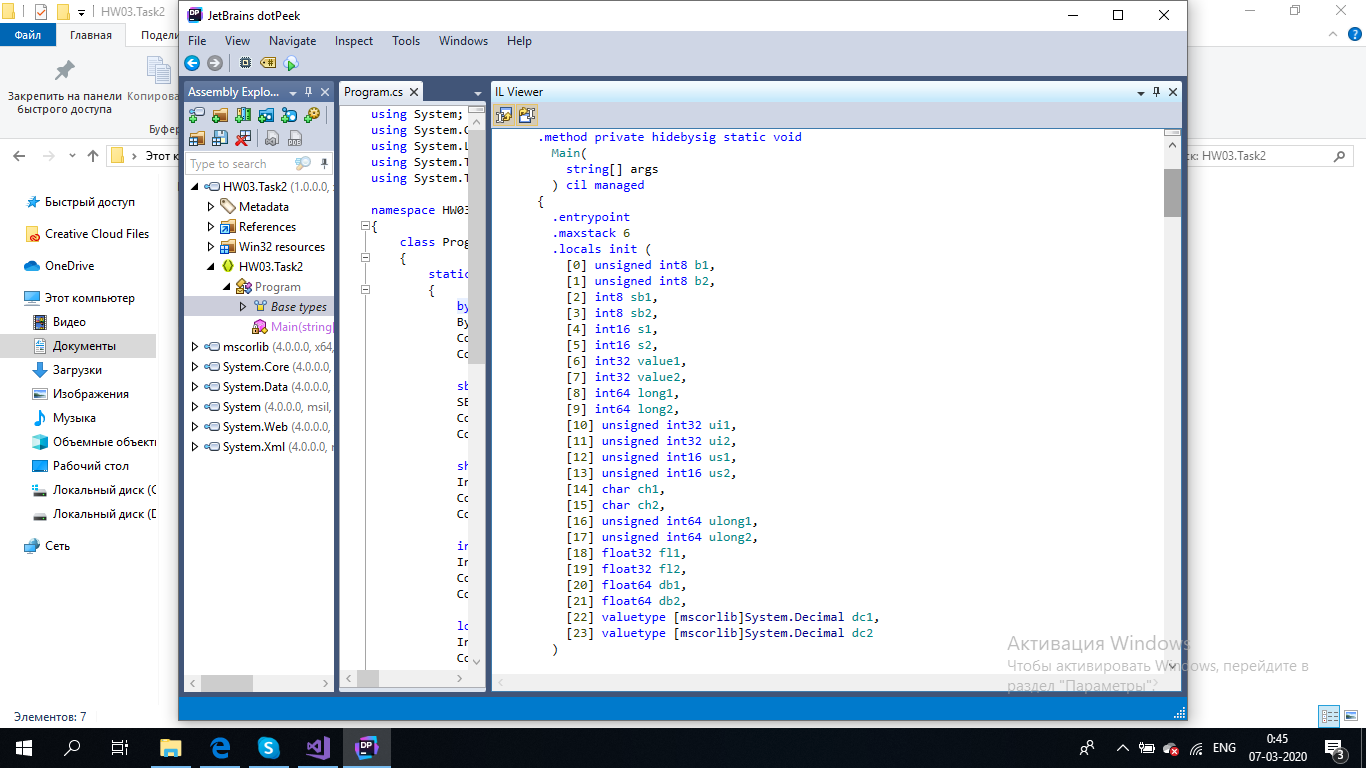 HW03.Task2
Файл
Главная
Подели
Закрепить на панели
быстрого доступа
Копирова
Буфер
Этот к
ск: HW03.Task2
Быстрый доступ
Creative Cloud Files
OneDrive
Этот компьютер
Видео
Документы
Загрузки
Изображения
Музыка
Объемные объекть
Рабочий стол
Локальный диск (C
Локальный диск (D
Сеть
Элементов: 7
JetBrains dotPeek
File View Navigate Inspect Tools Windows Help
Assembly Explo...
Type to search
HW03.Task2 (1.0.0.0,
Metadata
References
Win32 resources
HW03.Task2
Program
Base types
Main(string[
mscorlib (4.0.0.0, x64,
System.Core (4.0.0.0,
System.Data (4.0.0.0,
System (4.0.0.0, msil,
System.Web (4.0.0.0,
System.Xml (4.0.0.0,
Program.cs
using System;
using System.C
using System.L
using System.T
using System.T
namespace HW03
{
class Prog
{
static
{
by
By
Co
Co
sb
SB
Co
Co
sh
In
Co
Co
in
In
Co
Co
lo
In
Co
IL Viewer
.method private hidebysig static void
Main(
string[] args
) cil managed
{
.entrypoint
.maxstack 6
.locals init (
[0] unsigned int8 b1,
[1] unsigned int8 b2,
[2] int8 sb1,
[3] int8 sb2,
[4] int16 s1,
[5] int16 s2,
[6] int32 value1,
[7] int32 value2,
[8] int64 long1,
[9] int64 long2,
[10] unsigned int32 ui1,
[11] unsigned int32 ui2,
[12] unsigned int16 us1,
[13] unsigned int16 us2,
[14] char ch1,
[15] char ch2,
[16] unsigned int64 ulong1,
[17] unsigned int64 ulong2,
[18] float32 fl1,
[19] float32 fl2,
[20] float64 db1,
[21] float64 db2,
[22] valuetype [mscorlib]System.Decimal dc1,
[23] valuetype [mscorlib]System.Decimal dc2
)
Активация Windows
Чтобы активировать Windows, перейдите в
раздел "Параметры".
ENG
0:45
07-03-2020
3